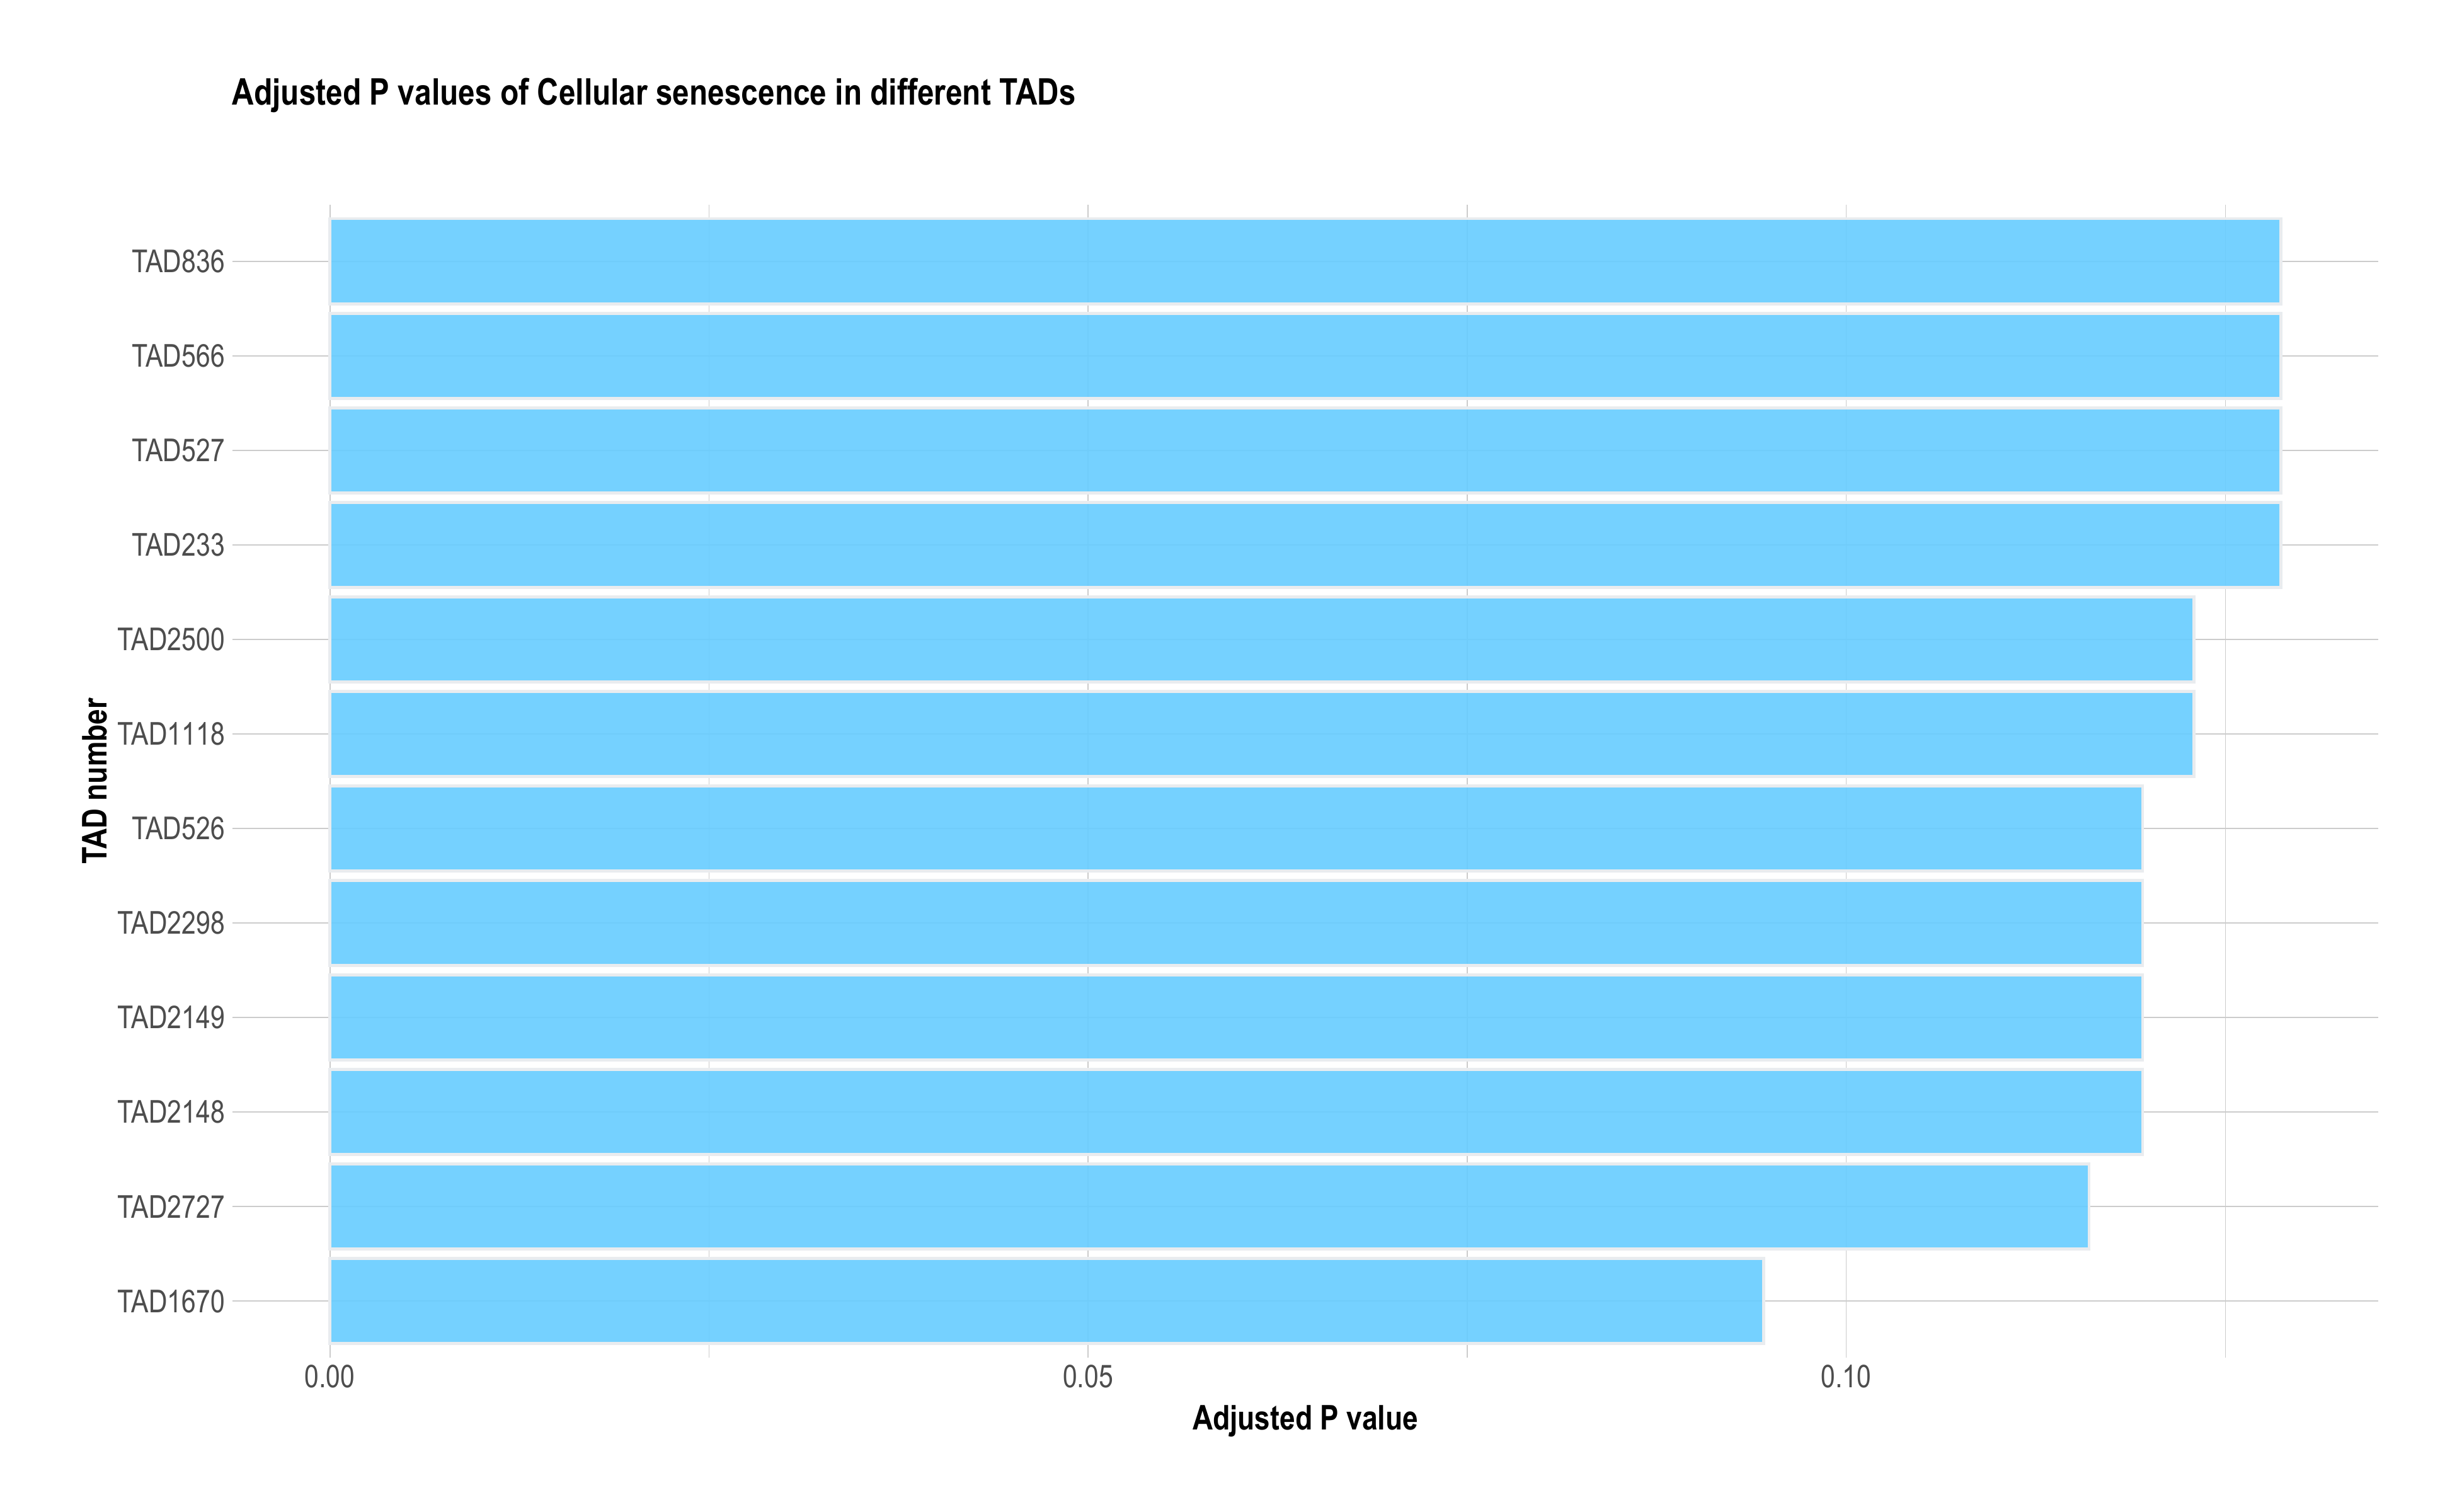 Adjusted P values of Cellular senescence in different TADs
TAD836
TAD566
TAD527
TAD233
TAD2500
TAD1118
TAD526
TAD2298
TAD2149
TAD2148
TAD2727
TAD1670
TAD number
0.00 0.05 0.10
Adjusted P value